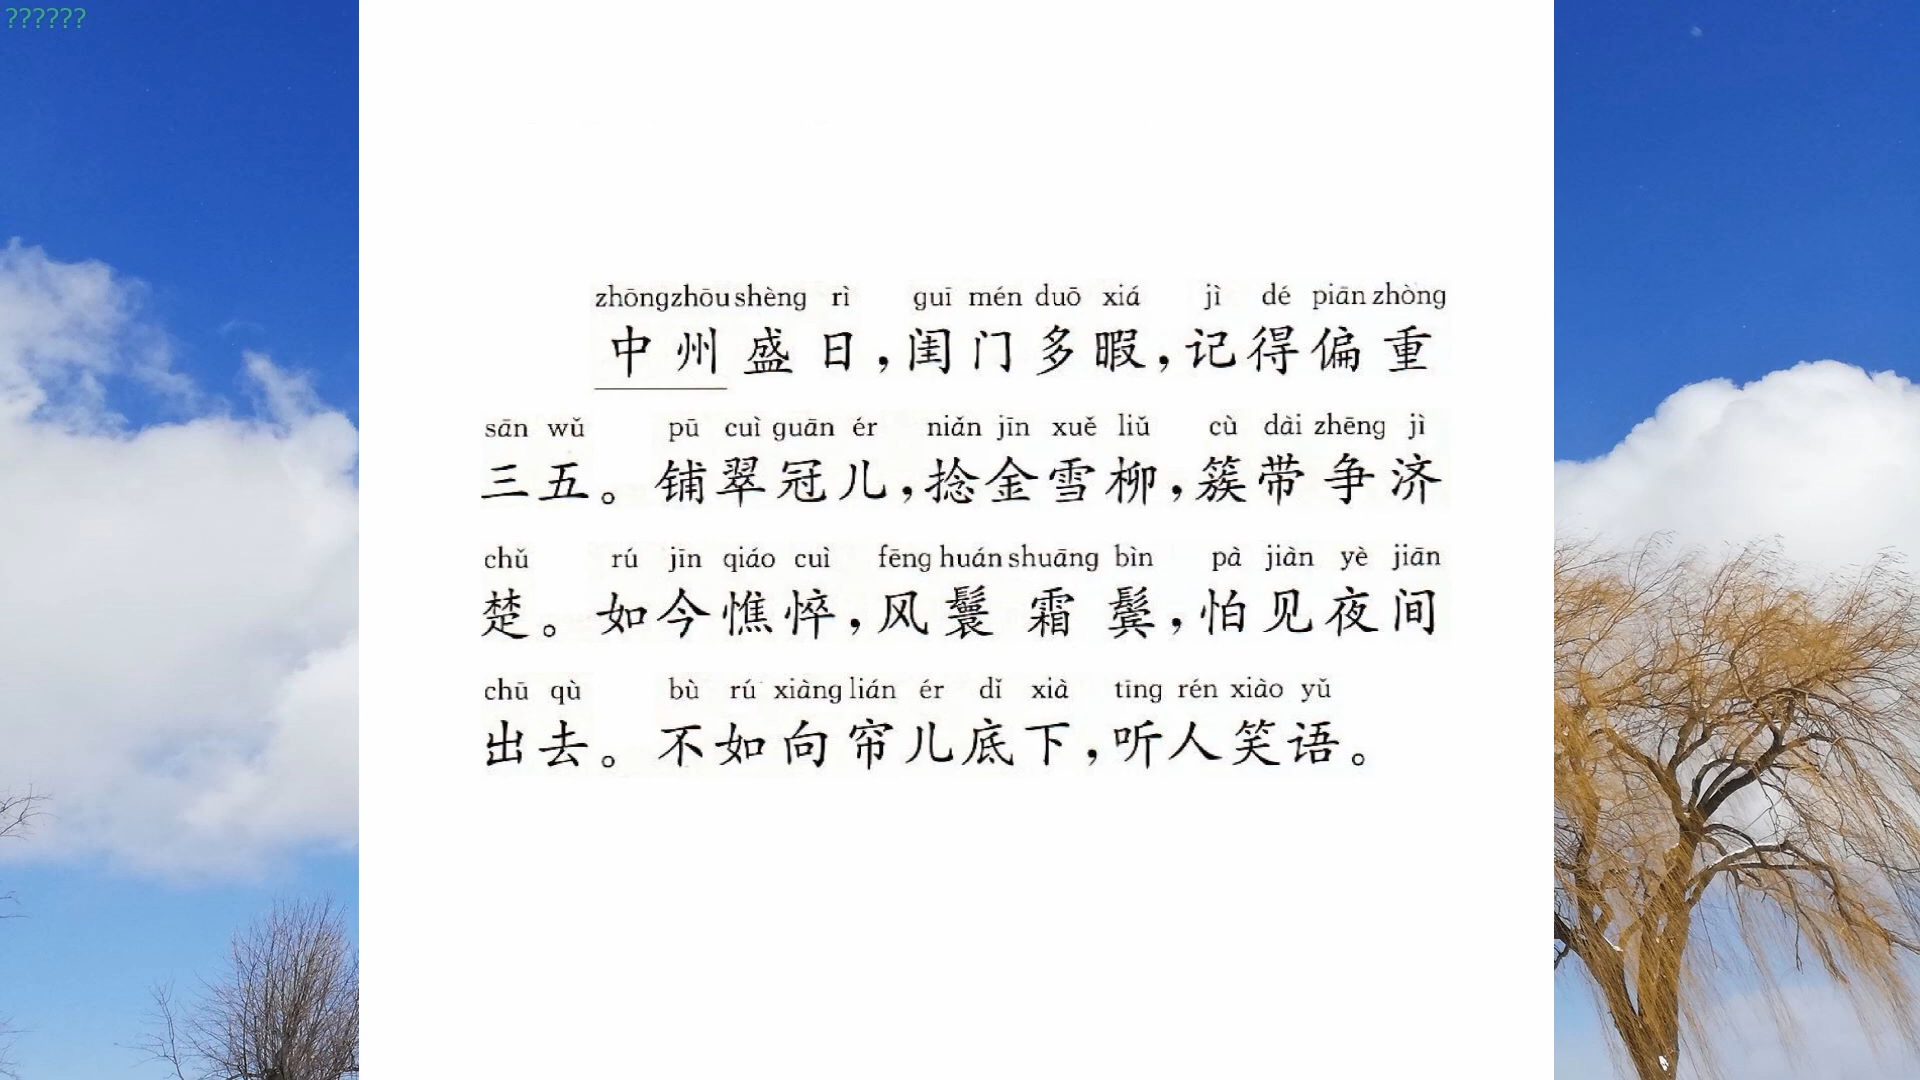 ??????
zhōngzhōu shèng rì guī mén duō xiá jì dé piān zhòng
中州盛日，闺门多暇，记得偏重
sān wǔ pū cuì guān ér niǎn jīn xuě liǔ cù dài zhēng jì
三五。铺翠冠儿，捻金雪柳，簇带争济
chǔ rú jīn qiáo cuì fēng huán shuāng bìn pà jiàn yè jiān
楚。如今憔悴，风鬟霜鬓，怕见夜间
chū qù bù rú xiàng lián ér dǐ xià tīng rén xiào yǔ
出去。不如向帘儿底下，听人笑语。